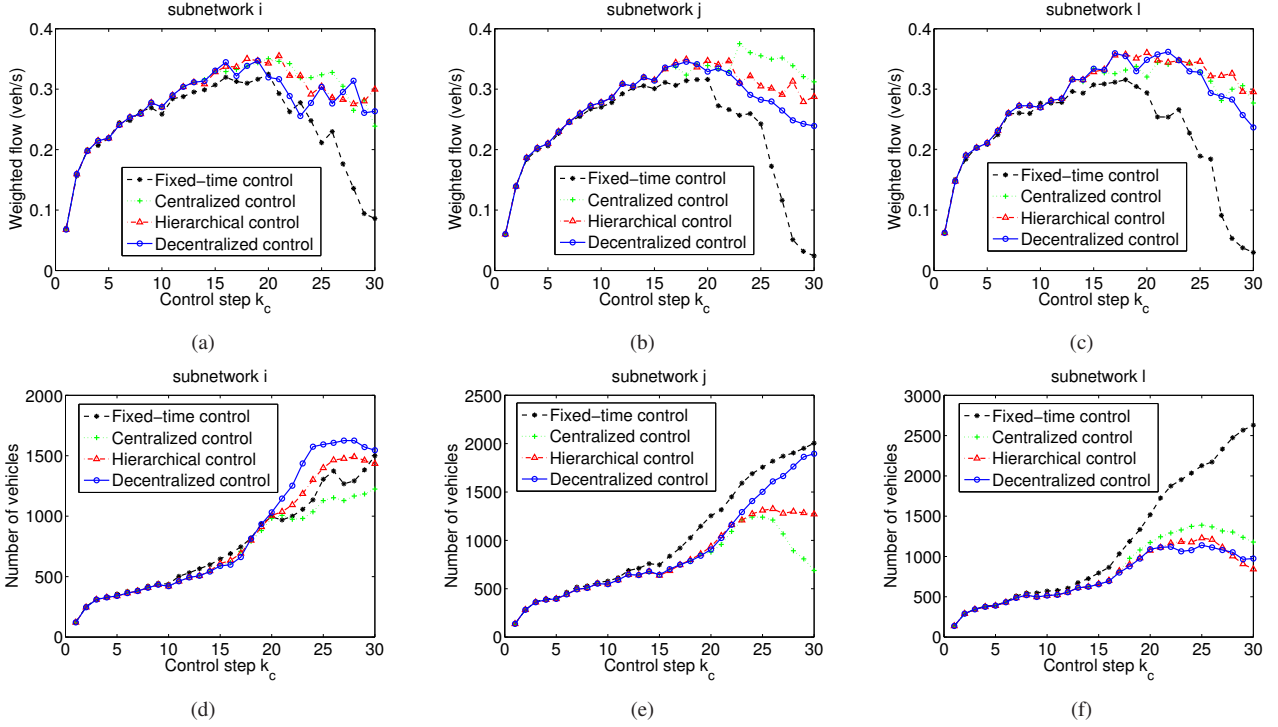 subnetwork i
0.4
0.3
0.2
0.1
0
Weighted flow (veh/s)
Fixed−time control
Centralized control
Hierarchical control
Decentralized control
0 5 10 15 20 25 30
Control step k_c
(a)
subnetwork j
0.4
0.3
0.2
0.1
0
Weighted flow (veh/s)
Fixed−time control
Centralized control
Hierarchical control
Decentralized control
0 5 10 15 20 25 30
Control step k_c
(b)
subnetwork l
0.4
0.3
0.2
0.1
0
Weighted flow (veh/s)
Fixed−time control
Centralized control
Hierarchical control
Decentralized control
0 5 10 15 20 25 30
Control step k_c
(c)
subnetwork i
2000
1500
1000
500
0
Number of vehicles
Fixed−time control
Centralized control
Hierarchical control
Decentralized control
0 5 10 15 20 25 30
Control step k_c
(d)
subnetwork j
2500
2000
1500
1000
500
0
Number of vehicles
Fixed−time control
Centralized control
Hierarchical control
Decentralized control
0 5 10 15 20 25 30
Control step k_c
(e)
subnetwork l
3000
2500
2000
1500
1000
500
0
Number of vehicles
Fixed−time control
Centralized control
Hierarchical control
Decentralized control
0 5 10 15 20 25 30
Control step k_c
(f)